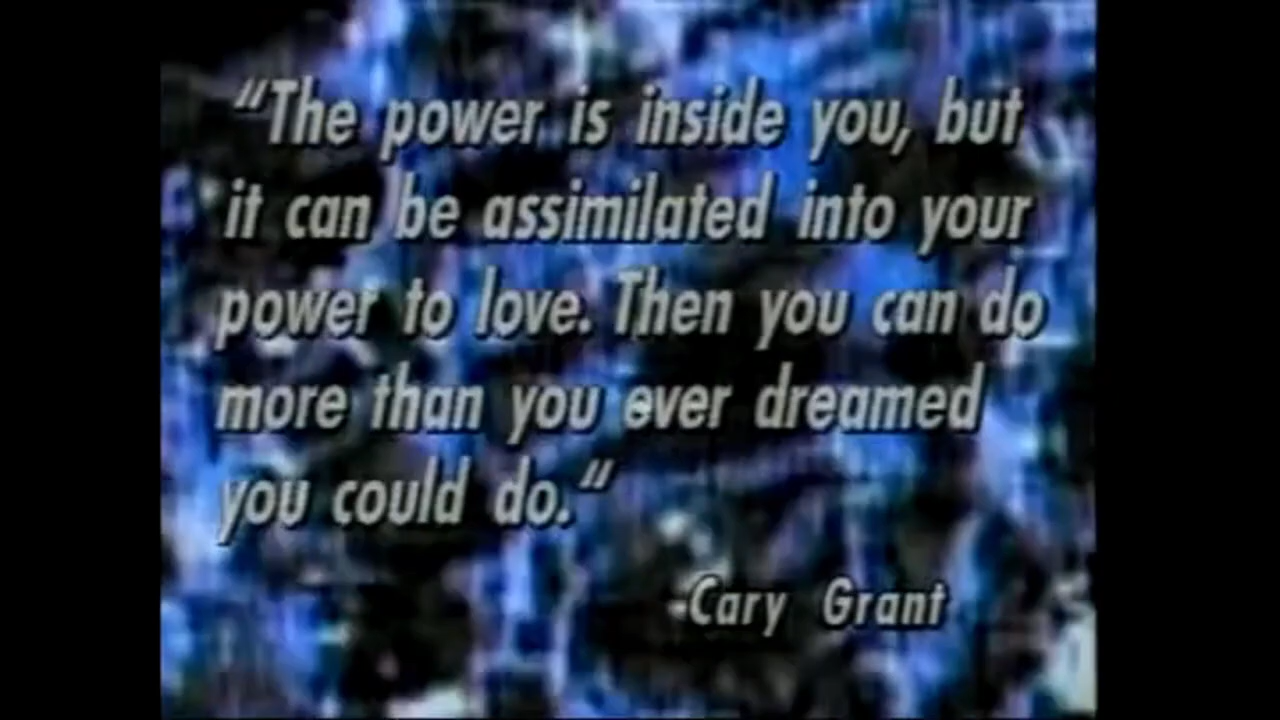 “The power is inside you, but
it can be assimilated into your
power to love. Then you can do
more than you ever dreamed
you could do.“
-Cary Grant